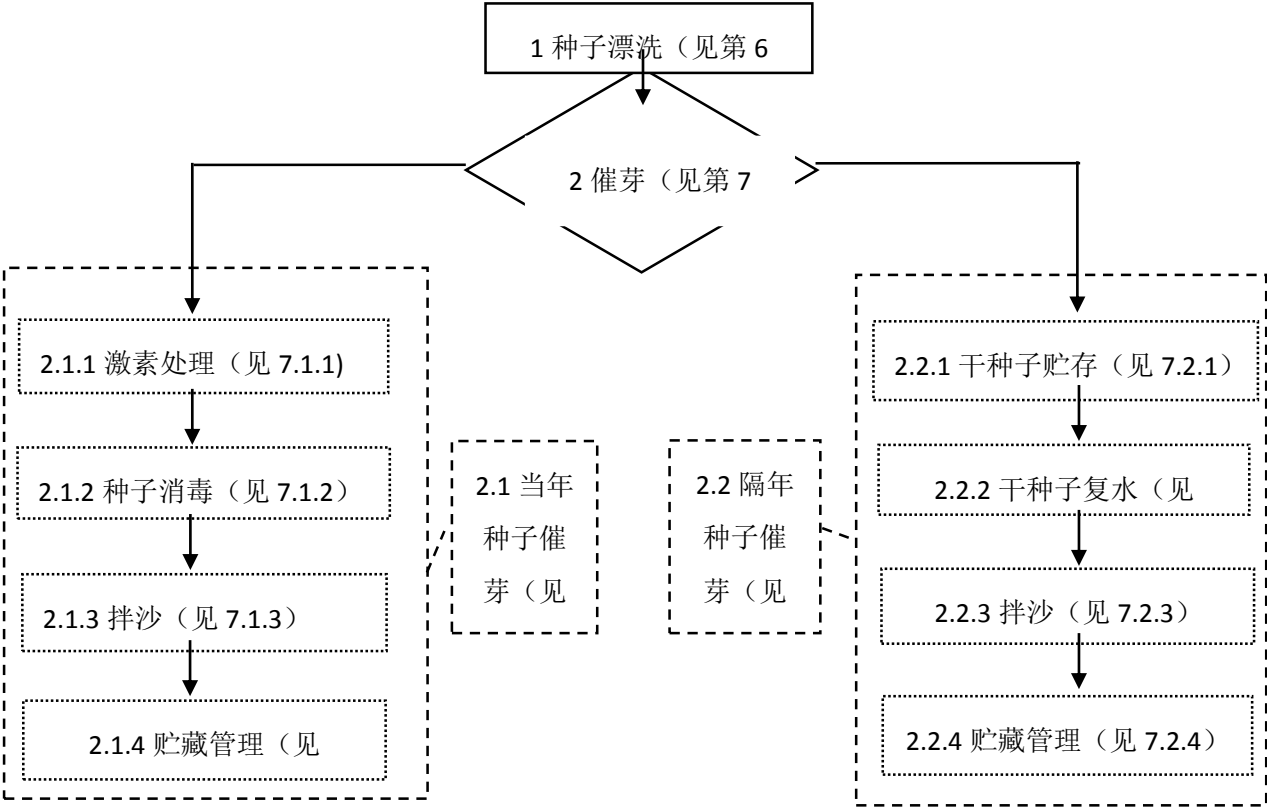 1 种子漂洗（见第 6
2 催芽（见第 7
2.1.1 激素处理（见 7.1.1)
2.1.2 种子消毒（见 7.1.2）
2.1.3 拌沙（见 7.1.3）
2.1.4 贮藏管理（见
2.1 当年
种子催
芽（见
2.2 隔年
种子催
芽（见
2.2.1 干种子贮存（见 7.2.1）
2.2.2 干种子复水（见
2.2.3 拌沙（见 7.2.3）
2.2.4 贮藏管理（见 7.2.4）